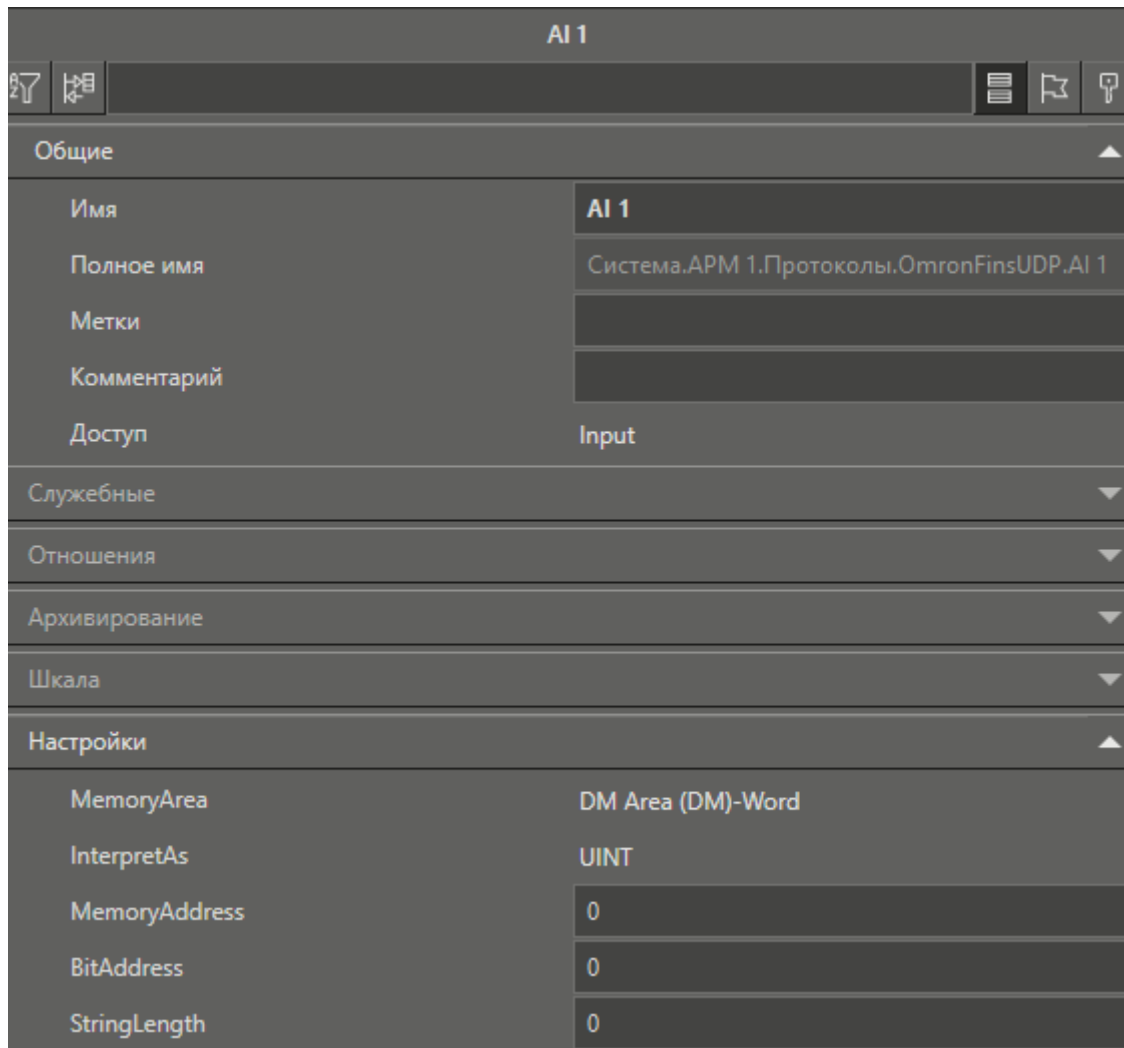 AI 1
Общие
Имя AI 1
Полное имя Система.АРМ 1.Протоколы.OmronFinsUDP.AI 1
Метки
Комментарий
Доступ Input
Служебные
Отношения
Архивирование
Шкала
Настройки
MemoryArea DM Area (DM)-Word
InterpretAs UINT
MemoryAddress 0
BitAddress 0
StringLength 0